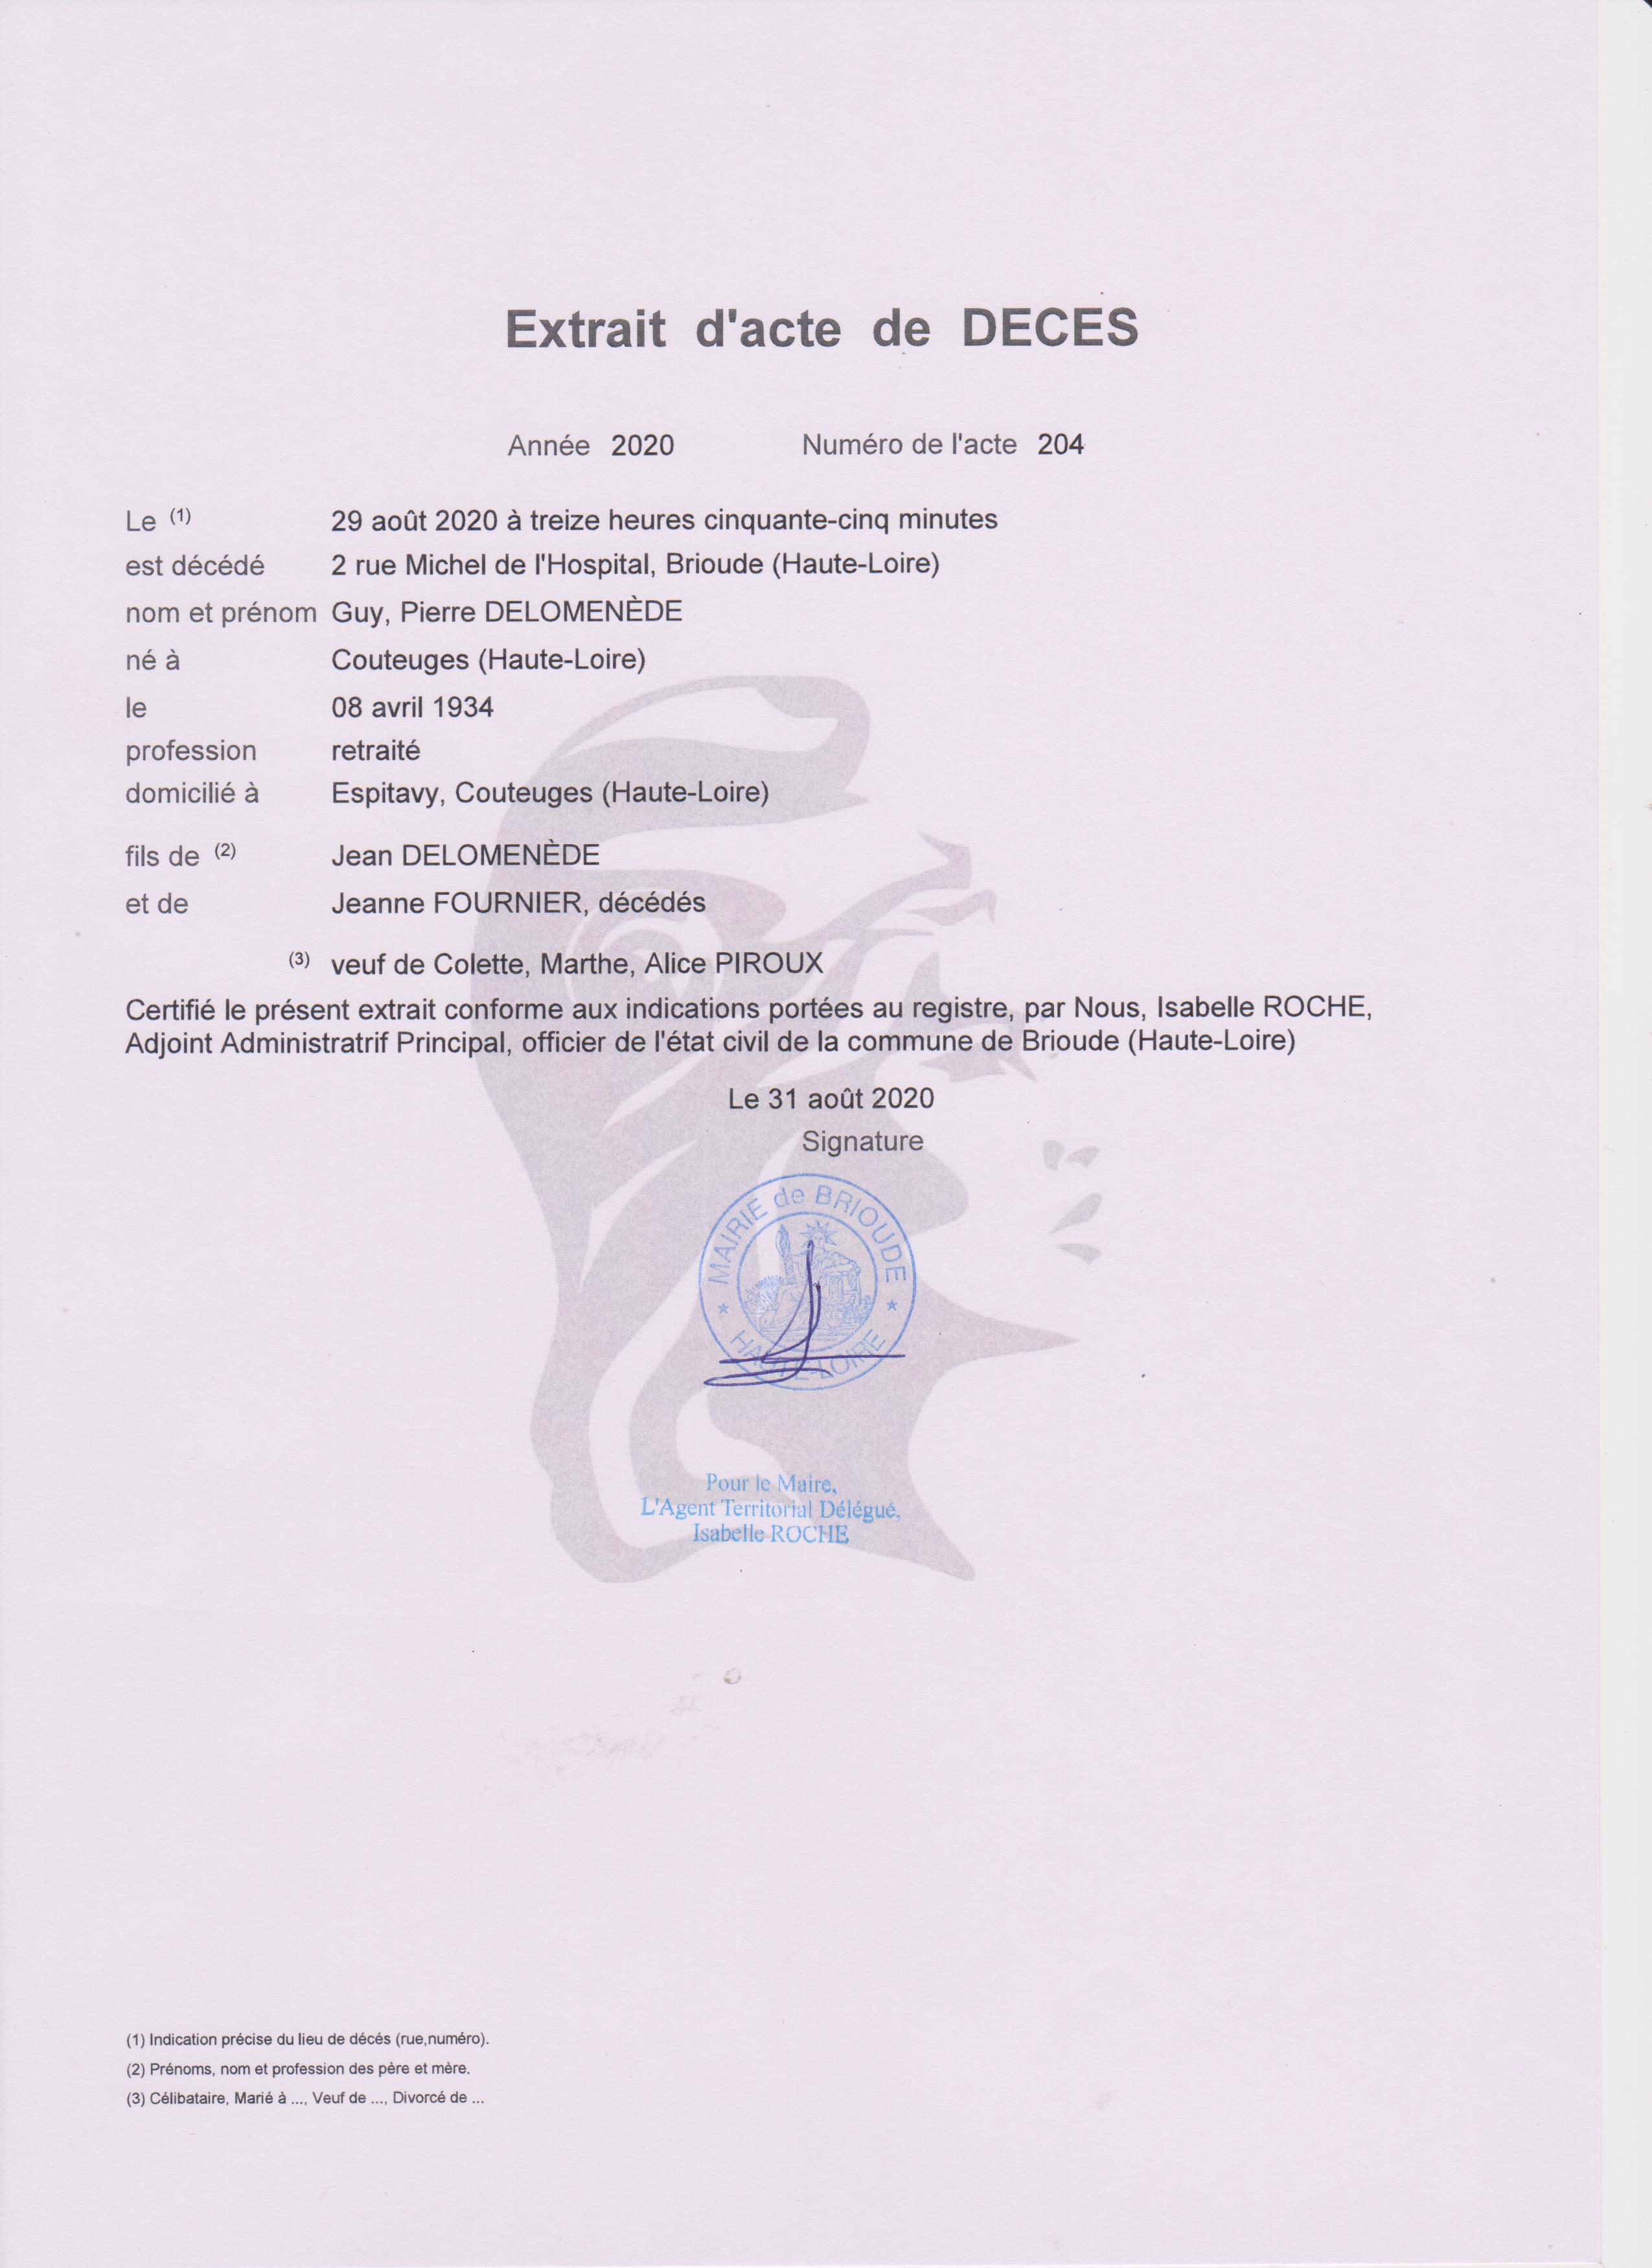 Extrait d'acte de DECES
Année 2020 Numéro de l'acte 204
Le (1) 29 août 2020 à treize heures cinquante-cinq minutes
est décédé 2 rue Michel de l'Hospital, Brioude (Haute-Loire)
nom et prénom Guy, Pierre DELOMENÈDE
né à Couteuges (Haute-Loire)
le 08 avril 1934
profession retraité
domicilié à Espitavy, Couteuges (Haute-Loire)
fils de (2) Jean DELOMENÈDE
et de Jeanne FOURNIER, décédés
(3) veuf de Colette, Marthe, Alice PIROUX
Certifié le présent extrait conforme aux indications portées au registre, par Nous, Isabelle ROCHE,
Adjoint Administratrif Principal, officier de l'état civil de la commune de Brioude (Haute-Loire)
Le 31 août 2020
Signature
MAIRIE de BRIOUDE
★ HAUTE-LOIRE ★
Pour le Maire,
L'Agent Territorial Délégué,
Isabelle ROCHE
(1) Indication précise du lieu de décés (rue,numéro).
(2) Prénoms, nom et profession des père et mère.
(3) Célibataire, Marié à ..., Veuf de ..., Divorcé de ...